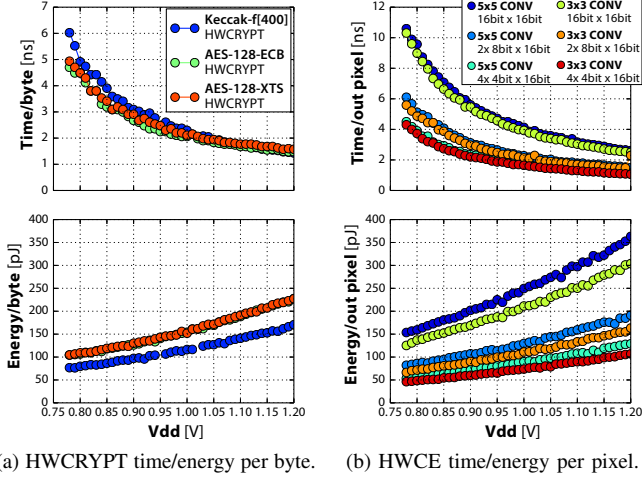 Keccak-f[400]
HWCRYPT
AES-128-ECB
HWCRYPT
AES-128-XTS
HWCRYPT
Time/byte [ns]
7
6
5
4
3
2
1
0
Energy/byte [pJ]
400
350
300
250
200
150
100
50
0
0.75 0.80 0.85 0.90 0.95 1.00 1.05 1.10 1.15 1.20
Vdd [V]
5x5 CONV
16bit x 16bit
5x5 CONV
2x 8bit x 16bit
5x5 CONV
4x 4bit x 16bit
3x3 CONV
16bit x 16bit
3x3 CONV
2x 8bit x 16bit
3x3 CONV
4x 4bit x 16bit
Time/out pixel [ns]
12
10
8
6
4
2
0
Energy/out pixel [pJ]
400
350
300
250
200
150
100
50
0
0.75 0.80 0.85 0.90 0.95 1.00 1.05 1.10 1.15 1.20
Vdd [V]
(a) HWCRYPT time/energy per byte.
(b) HWCE time/energy per pixel.